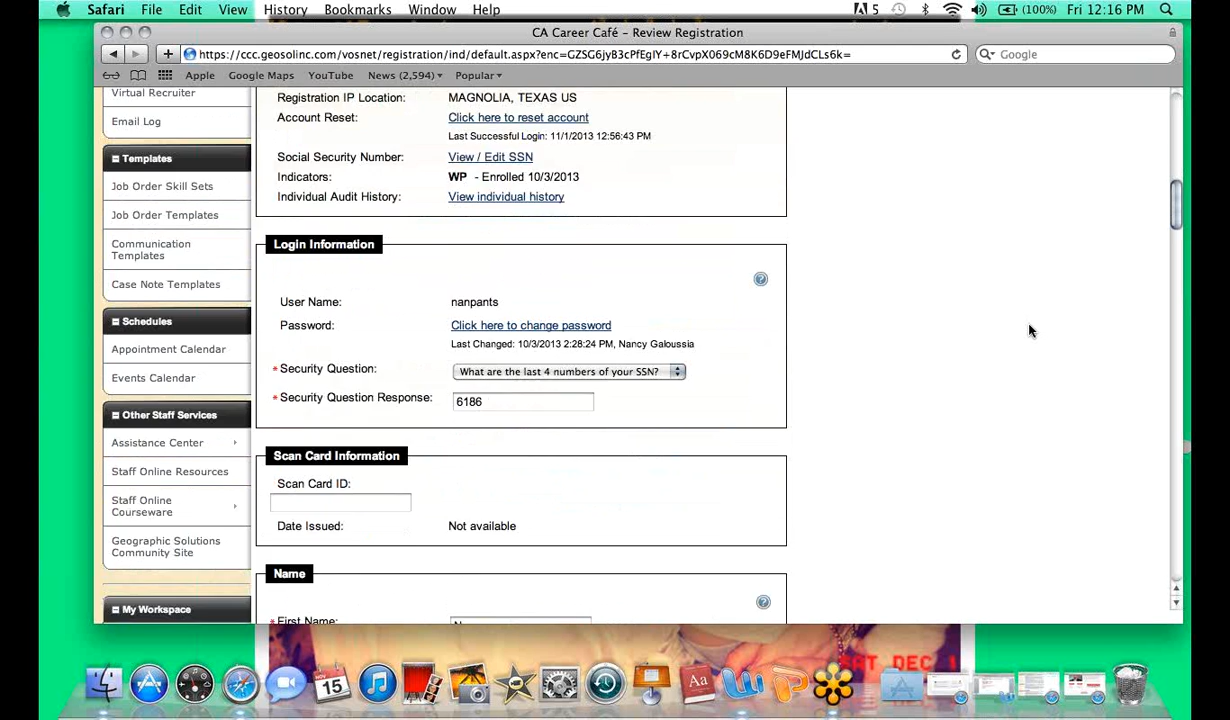 Safari File Edit View History Bookmarks Window Help
5 (100%) Fri 12:16 PM
CA Career Café – Review Registration
https://ccc.geosolinc.com/vosnet/registration/ind/default.aspx?enc=GZSG6jy83cPfEgIY+8rCvpX069cM8K6D9eFMJdCLs6k=
Google
Apple Google Maps YouTube News (2,594) Popular
Virtual Recruiter
Email Log
Templates
Job Order Skill Sets
Job Order Templates
Communication
Templates
Case Note Templates
Schedules
Appointment Calendar
Events Calendar
Other Staff Services
Assistance Center
Staff Online Resources
Staff Online
Courseware
Geographic Solutions
Community Site
My Workspace
Registration IP Location: MAGNOLIA, TEXAS US
Account Reset: Click here to reset account
Last Successful Login: 11/1/2013 12:56:43 PM
Social Security Number: View / Edit SSN
Indicators: WP - Enrolled 10/3/2013
Individual Audit History: View individual history
Login Information
User Name: nanpants
Password: Click here to change password
Last Changed: 10/3/2013 2:28:24 PM, Nancy Galoussia
* Security Question: What are the last 4 numbers of your SSN?
* Security Question Response: 6186
Scan Card Information
Scan Card ID:
Date Issued: Not available
Name
* First Name:
SAT DEC 1
NOV
15
Aa